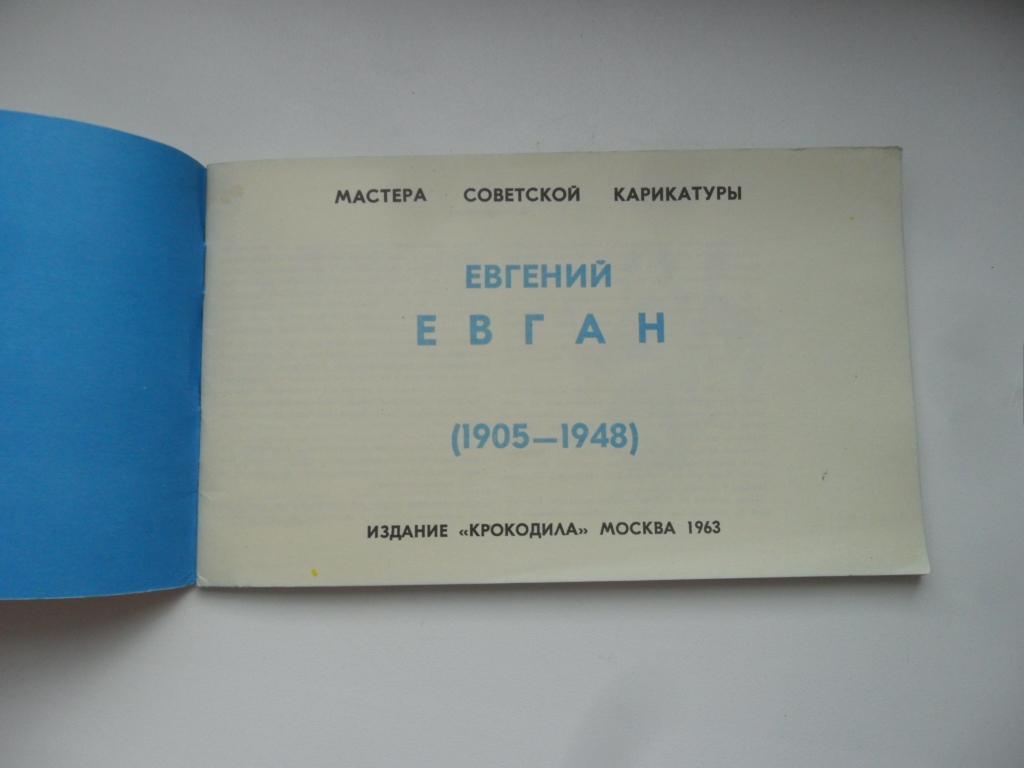 МАСТЕРА СОВЕТСКОЙ КАРИКАТУРЫ
ЕВГЕНИЙ
ЕВГАН
(1905—1948)
ИЗДАНИЕ «КРОКОДИЛА» МОСКВА 1963